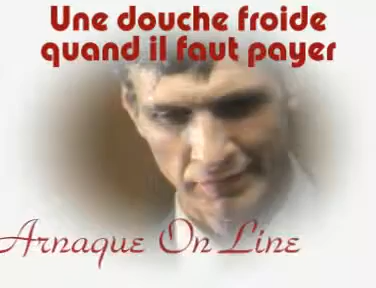 Une douche froide
quand il faut payer
Arnaque On Line